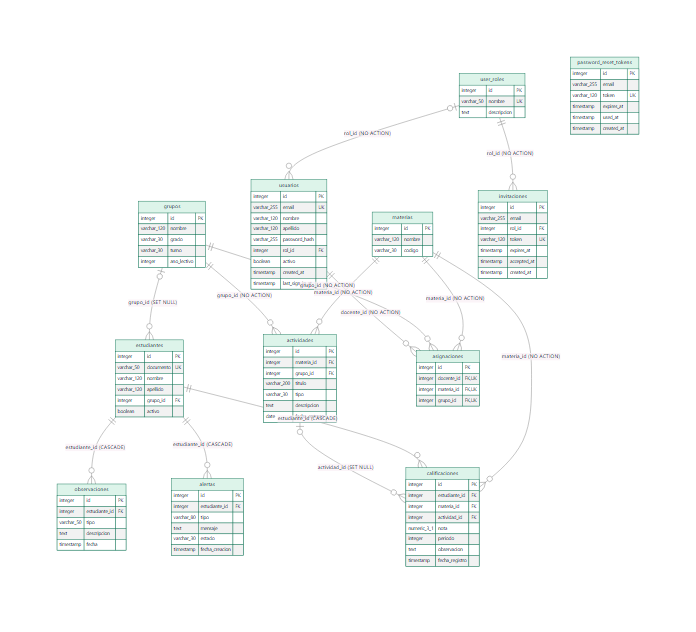 password_reset_tokens
integer id PK
varchar_255 email
varchar_120 token UK
timestamp expires_at
timestamp used_at
timestamp created_at
user_roles
integer id PK
varchar_50 nombre UK
text descripcion
rol_id (NO ACTION)
rol_id (NO ACTION)
usuarios
integer id PK
varchar_255 email UK
varchar_120 nombre
varchar_120 apellido
varchar_255 password_hash
integer rol_id FK
boolean activo
timestamp created_at
timestamp
invitaciones
integer id PK
varchar_255 email
integer rol_id FK
varchar_120 token UK
timestamp expires_at
timestamp accepted_at
timestamp created_at
grupos
integer id PK
varchar_120 nombre
varchar_30 grado
varchar_30 turno
integer ano_lectivo
materias
integer id PK
varchar_120 nombre
varchar_30 codigo
grupo_id (NO ACTION)
materia_id (NO ACTION)
grupo_id (NO ACTION)
grupo_id (SET NULL)
docente_id (NO ACTION)
materia_id (NO ACTION)
materia_id (NO ACTION)
estudiantes
integer id PK
varchar_50 documento UK
varchar_120 nombre
varchar_120 apellido
integer grupo_id FK
boolean activo
actividades
integer id PK
integer materia_id FK
integer grupo_id FK
varchar_200 titulo
varchar_30 tipo
text descripcion
date
asignaciones
integer id PK
integer docente_id FK,UK
integer materia_id FK,UK
integer grupo_id FK,UK
estudiante_id (CASCADE)
estudiante_id (CASCADE)
estudiante_id (CASCADE)
actividad_id (SET NULL)
observaciones
integer id PK
integer estudiante_id FK
varchar_50 tipo
text descripcion
timestamp fecha
alertas
integer id PK
integer estudiante_id FK
varchar_80 tipo
text mensaje
varchar_30 estado
timestamp fecha_creacion
calificaciones
integer id PK
integer estudiante_id FK
integer materia_id FK
integer actividad_id FK
numeric_3_1 nota
integer periodo
text observacion
timestamp fecha_registro